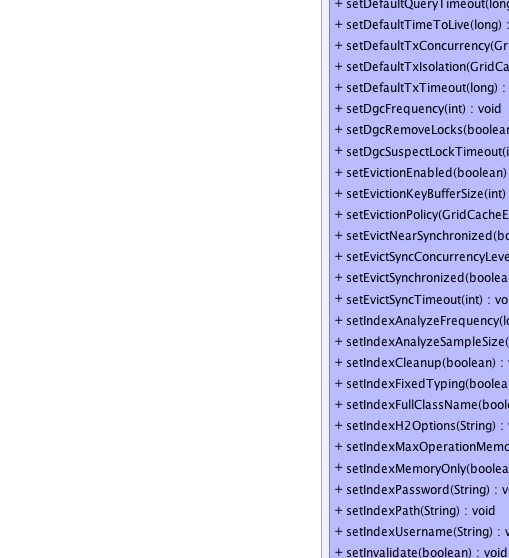 + setDefaultQueryTimeout(long
+ setDefaultTimeToLive(long) :
+ setDefaultTxConcurrency(Gr
+ setDefaultTxIsolation(GridCa
+ setDefaultTxTimeout(long) :
+ setDgcFrequency(int) : void
+ setDgcRemoveLocks(boolean
+ setDgcSuspectLockTimeout(i
+ setEvictionEnabled(boolean)
+ setEvictionKeyBufferSize(int)
+ setEvictionPolicy(GridCacheE
+ setEvictNearSynchronized(bo
+ setEvictSyncConcurrencyLeve
+ setEvictSynchronized(boolea
+ setEvictSyncTimeout(int) : vo
+ setIndexAnalyzeFrequency(lo
+ setIndexAnalyzeSampleSize(
+ setIndexCleanup(boolean) : v
+ setIndexFixedTyping(boolea
+ setIndexFullClassName(boole
+ setIndexH2Options(String) : v
+ setIndexMaxOperationMemo
+ setIndexMemoryOnly(boolea
+ setIndexPassword(String) : vo
+ setIndexPath(String) : void
+ setIndexUsername(String) : v
+ setInvalidate(boolean) : void